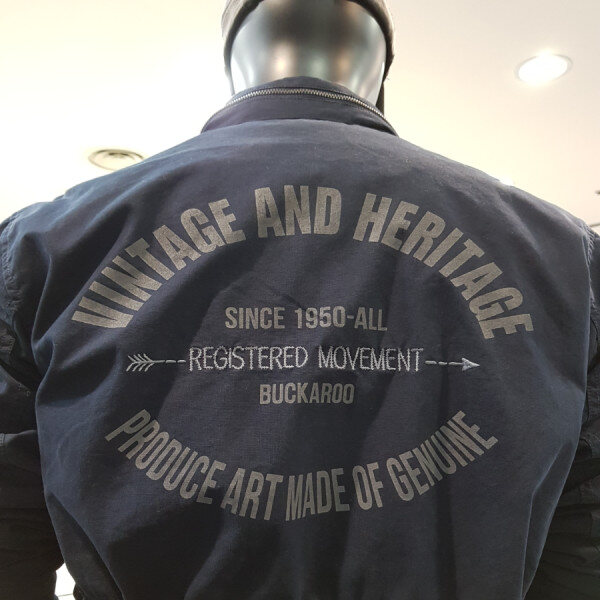 VINTAGE AND HERITAGE
SINCE 1950-ALL
REGISTERED MOVEMENT
BUCKAROO
PRODUCE ART MADE OF GENUINE